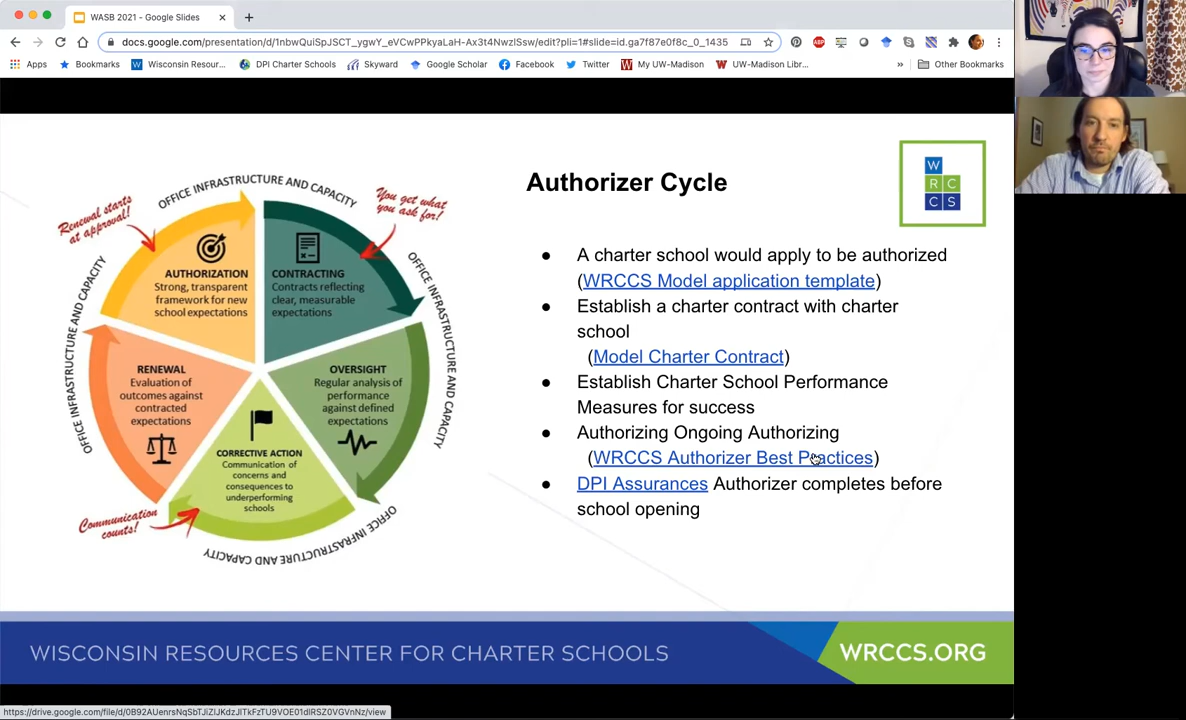 WASB 2021 - Google Slides
docs.google.com/presentation/d/1nbwQuiSpJSCT_ygwY_eVCwPPkyaLaH-Ax3t4NwzISsw/edit?pli=1#slide=id.ga7f87e0f8c_0_1435
Apps Bookmarks Wisconsin Resour... DPI Charter Schools Skyward Google Scholar Facebook Twitter My UW-Madison UW-Madison Libr... » Other Bookmarks
ABP
Authorizer Cycle
W
R C
C S
OFFICE INFRASTRUCTURE AND CAPACITY
OFFICE INFRASTRUCTURE AND CAPACITY
OFFICE INFRASTRUCTURE AND CAPACITY
OFFICE INFRASTRUCTURE AND CAPACITY
Renewal starts
at approval!
You get what
you ask for!
AUTHORIZATION
Strong, transparent
framework for new
school expectations
CONTRACTING
Contracts reflecting
clear, measurable
expectations
RENEWAL
Evaluation of
outcomes against
contracted
expectations
OVERSIGHT
Regular analysis of
performance
against defined
expectations
CORRECTIVE ACTION
Communication of
concerns and
consequences to
underperforming
schools
Communication
counts!
● A charter school would apply to be authorized
(WRCCS Model application template)
● Establish a charter contract with charter
school
(Model Charter Contract)
● Establish Charter School Performance
Measures for success
● Authorizing Ongoing Authorizing
(WRCCS Authorizer Best Practices)
● DPI Assurances Authorizer completes before
school opening
WISCONSIN RESOURCES CENTER FOR CHARTER SCHOOLS
WRCCS.ORG